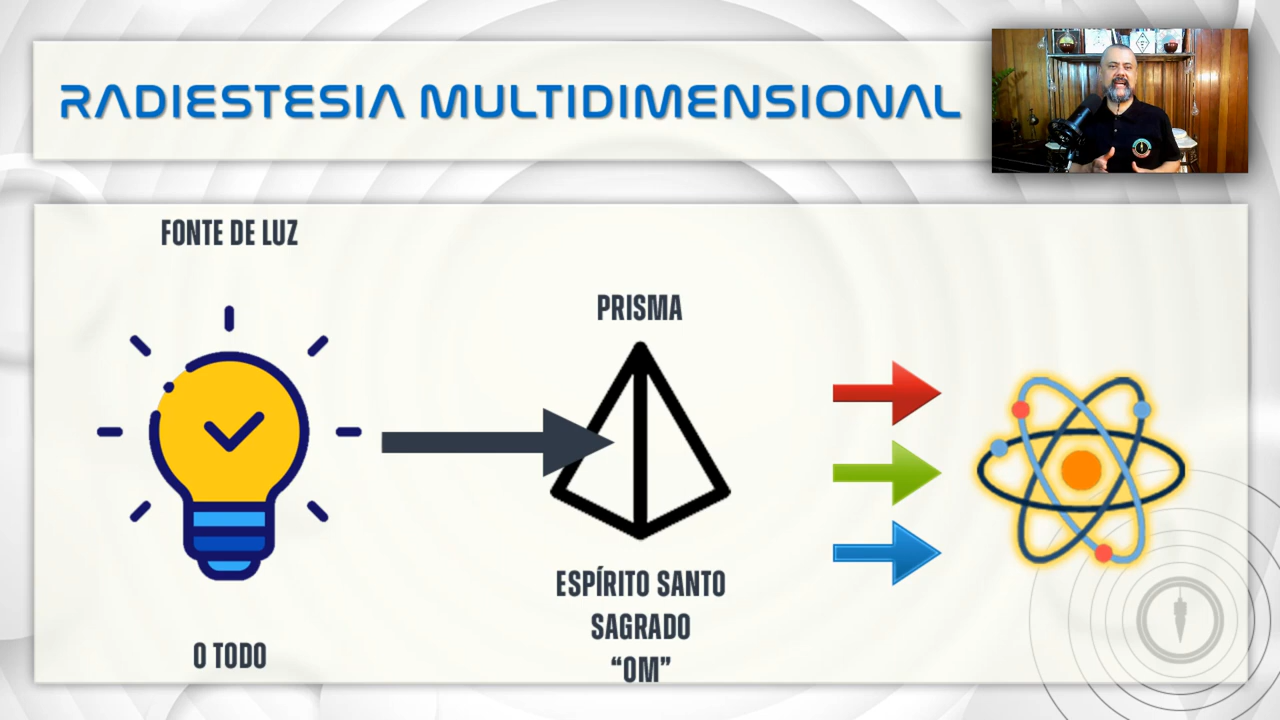 RADIESTESIA MULTIDIMENSIONAL
FONTE DE LUZ
PRISMA
ESPÍRITO SANTO
SAGRADO
“OM”
O TODO